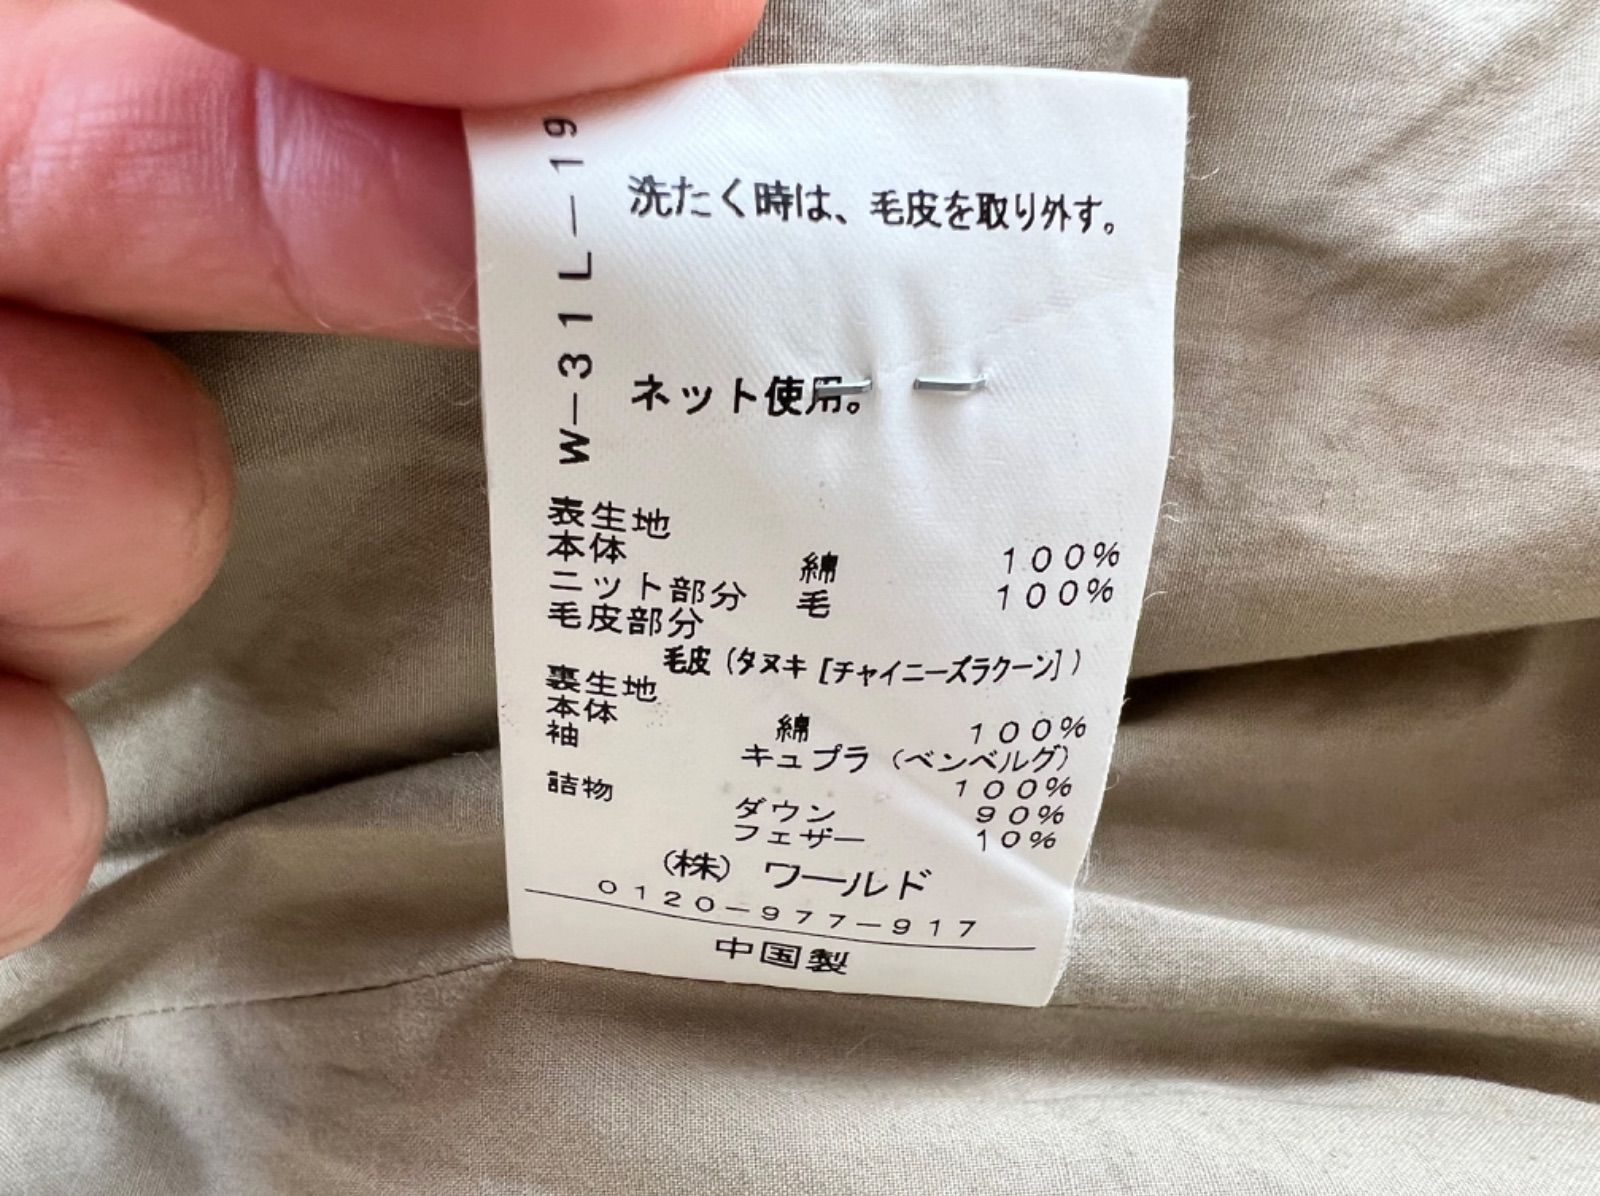 W-31L-19
洗たく時は、毛皮を取り外す。
ネット使用。
表生地
本体 綿 100%
ニット部分 毛 100%
毛皮部分
毛皮(タヌキ[チャイニーズラクーン])
裏生地
本体 綿 100%
袖 キュプラ(ベンベルグ)
100%
詰物 ダウン 90%
フェザー 10%
(株) ワールド
0120-977-917
中国製